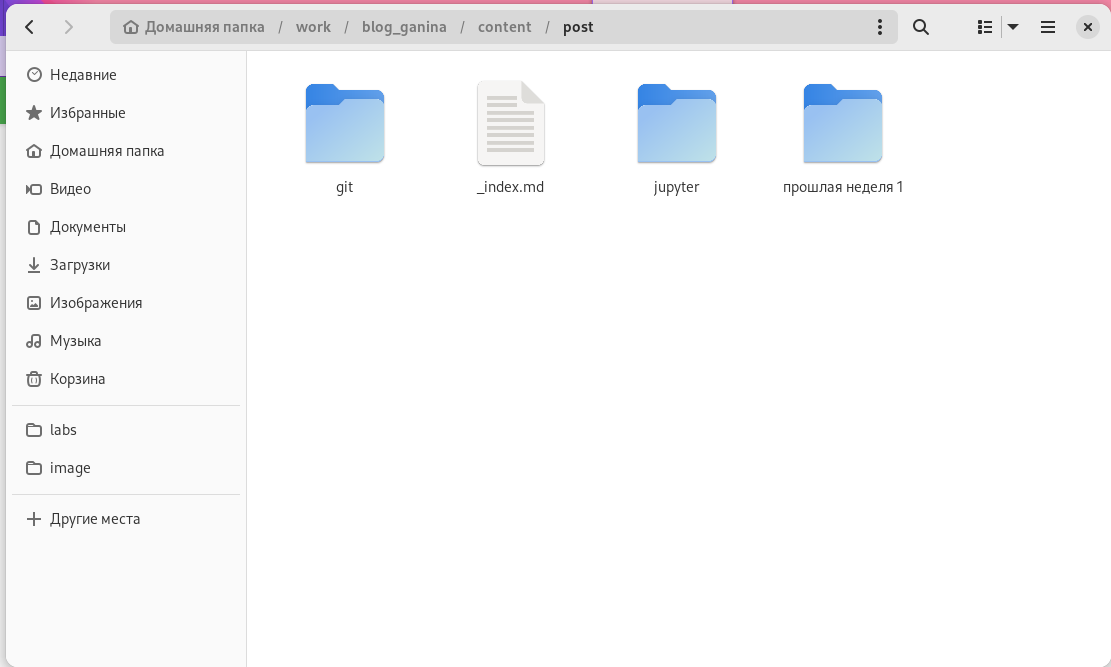 Домашняя папка / work / blog_ganina / content / post
Недавние
Избранные
Домашняя папка
Видео
Документы
Загрузки
Изображения
Музыка
Корзина
labs
image
Другие места
git
_index.md
jupyter
прошлая неделя 1